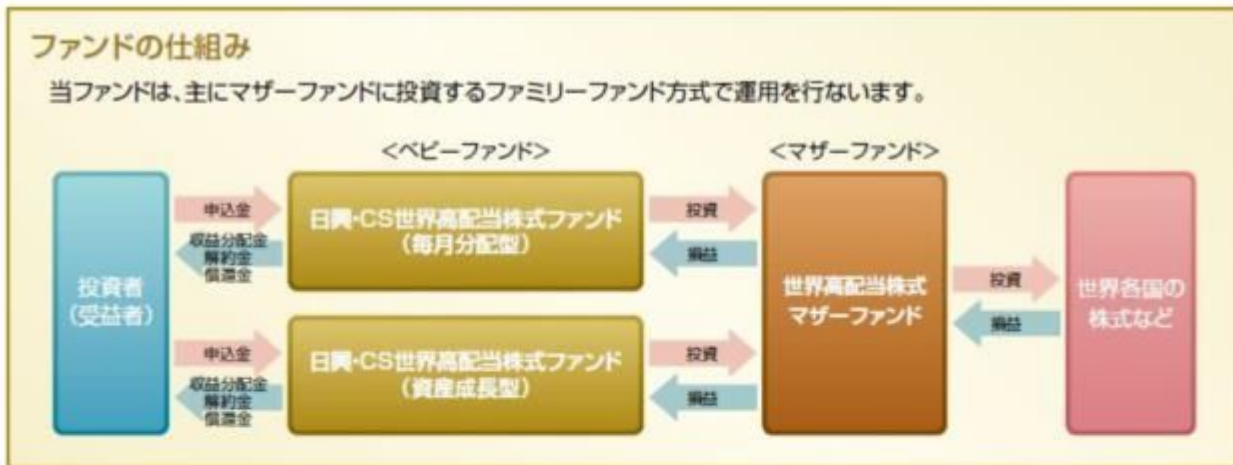 ファンドの仕組み
当ファンドは、主にマザーファンドに投資するファミリーファンド方式で運用を行ないます。
<ベビーファンド>
<マザーファンド>
投資者
(受益者)
申込金
収益分配金
解約金
償還金
日興・CS世界高配当株式ファンド
(毎月分配型)
投資
損益
申込金
収益分配金
解約金
償還金
日興・CS世界高配当株式ファンド
(資産成長型)
投資
損益
世界高配当株式
マザーファンド
投資
損益
世界各国の
株式など